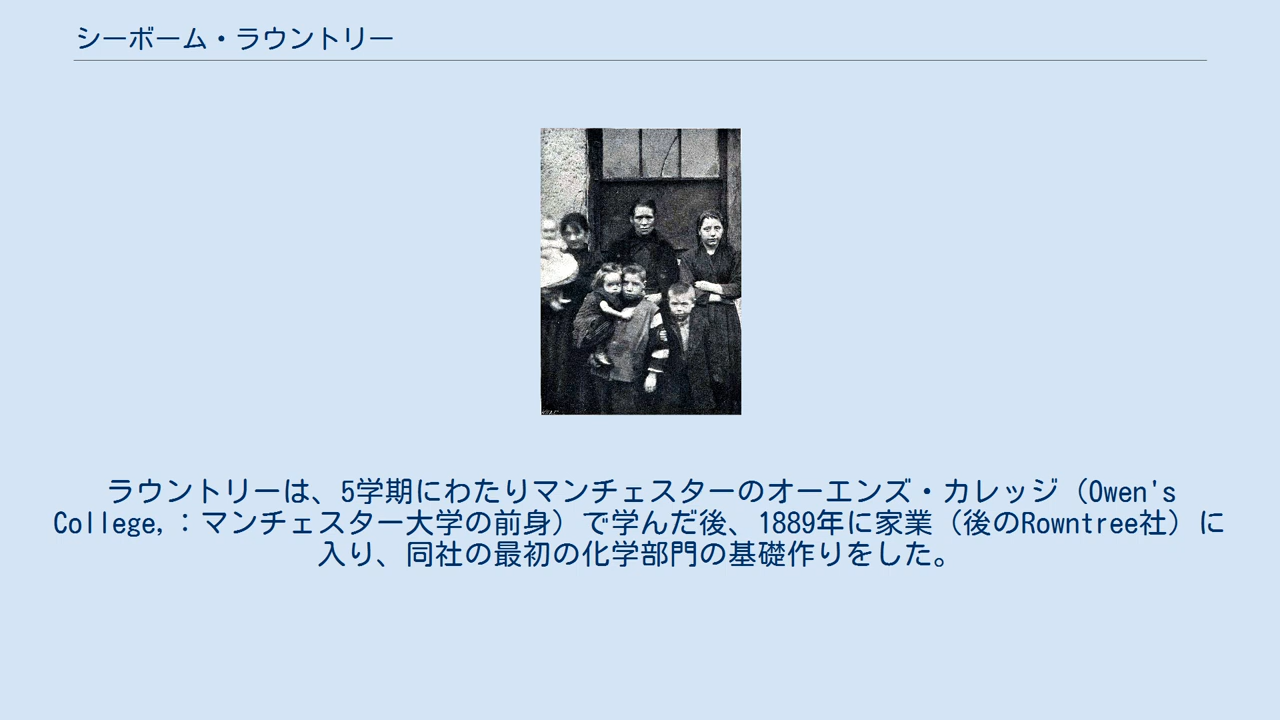 シーボーム・ラウントリー
ラウントリーは、5学期にわたりマンチェスターのオーエンズ・カレッジ（Owen's
College,：マンチェスター大学の前身）で学んだ後、1889年に家業（後のRowntree社）に
入り、同社の最初の化学部門の基礎作りをした。